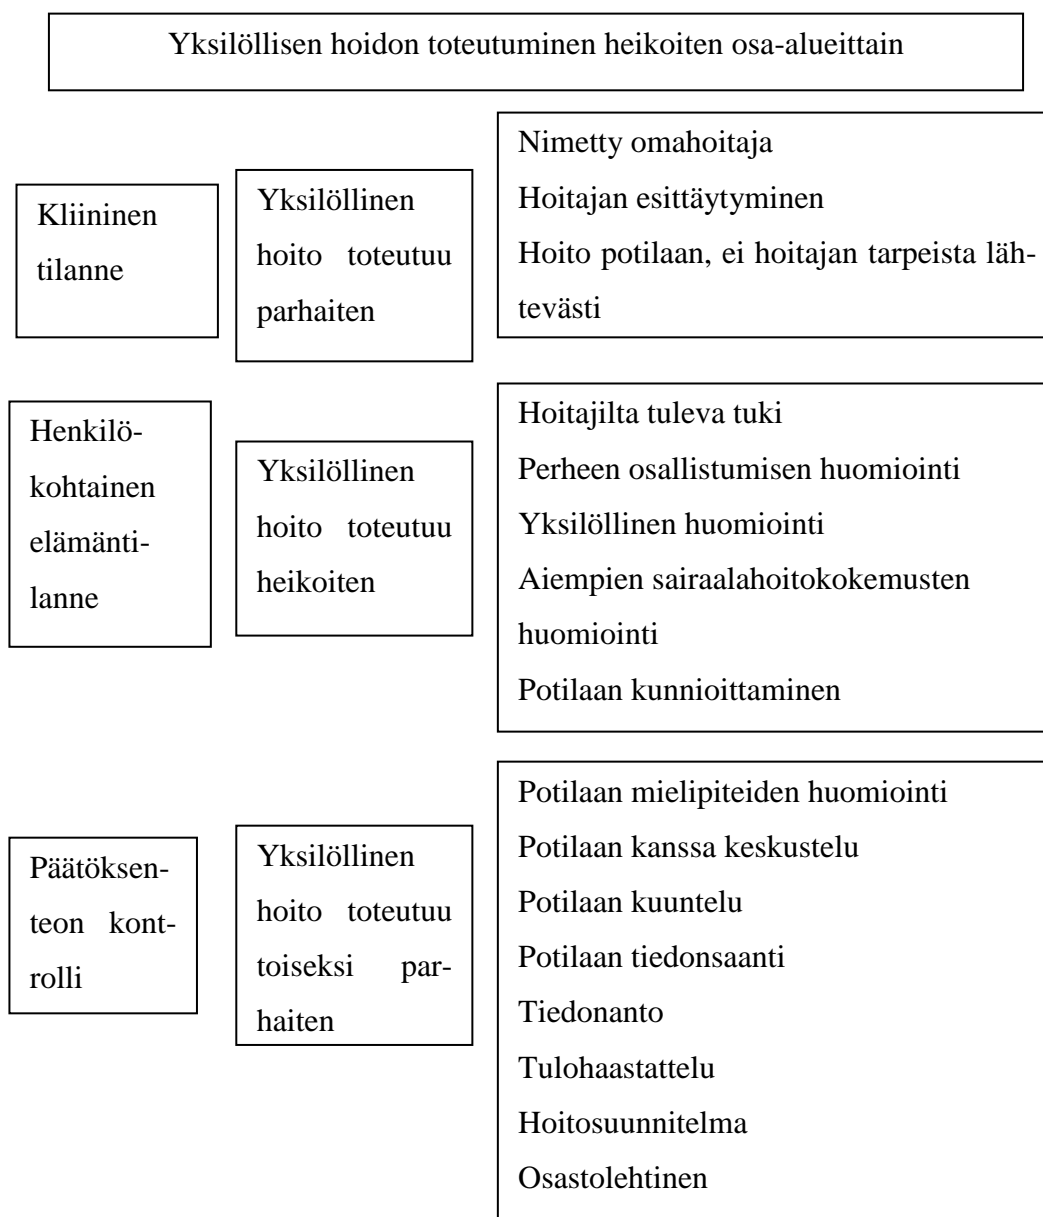 Yksilöllisen hoidon toteutuminen heikoiten osa-alueittain
Kliininen
tilanne
Yksilöllinen
hoito toteutuu
parhaiten
Nimetty omahoitaja
Hoitajan esittäytyminen
Hoito potilaan, ei hoitajan tarpeista läh-
tevästi
Henkilö-
kohtainen
elämänti-
lanne
Yksilöllinen
hoito toteutuu
heikoiten
Hoitajilta tuleva tuki
Perheen osallistumisen huomiointi
Yksilöllinen huomiointi
Aiempien sairaalahoitokokemusten
huomiointi
Potilaan kunnioittaminen
Päätöksen-
teon kont-
rolli
Yksilöllinen
hoito toteutuu
toiseksi par-
haiten
Potilaan mielipiteiden huomiointi
Potilaan kanssa keskustelu
Potilaan kuuntelu
Potilaan tiedonsaanti
Tiedonanto
Tulohaastattelu
Hoitosuunnitelma
Osastolehtinen